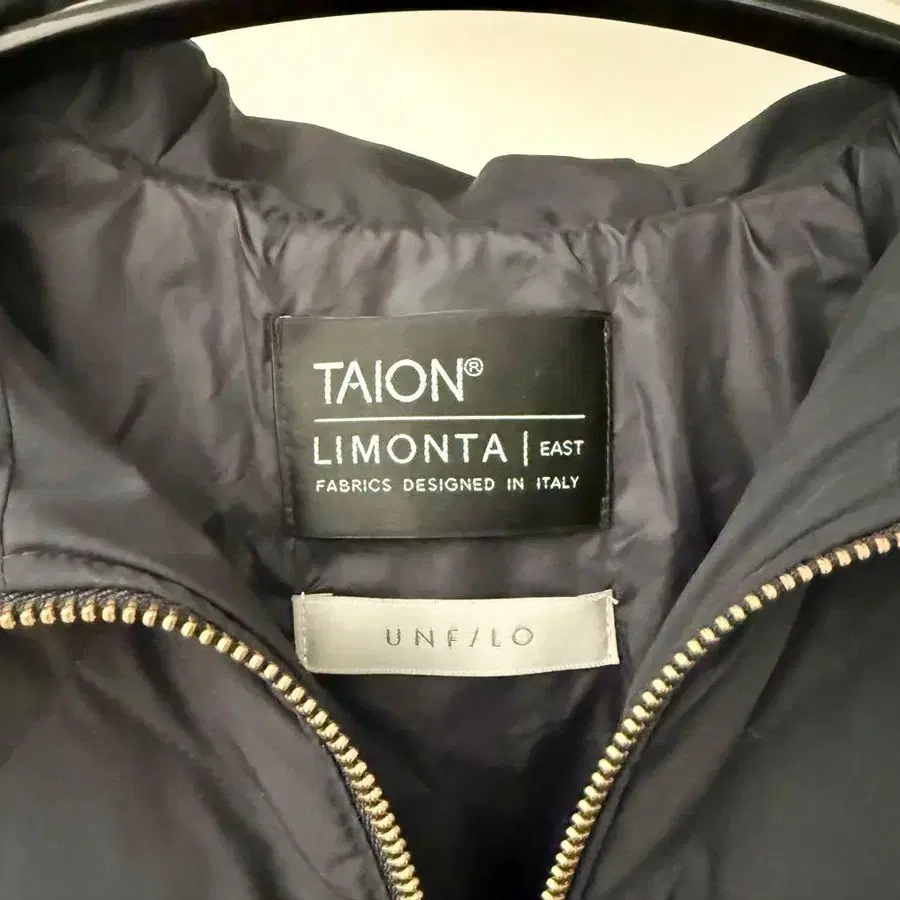 TAION®
LIMONTA | EAST
FABRICS DESIGNED IN ITALY
UNF/LO